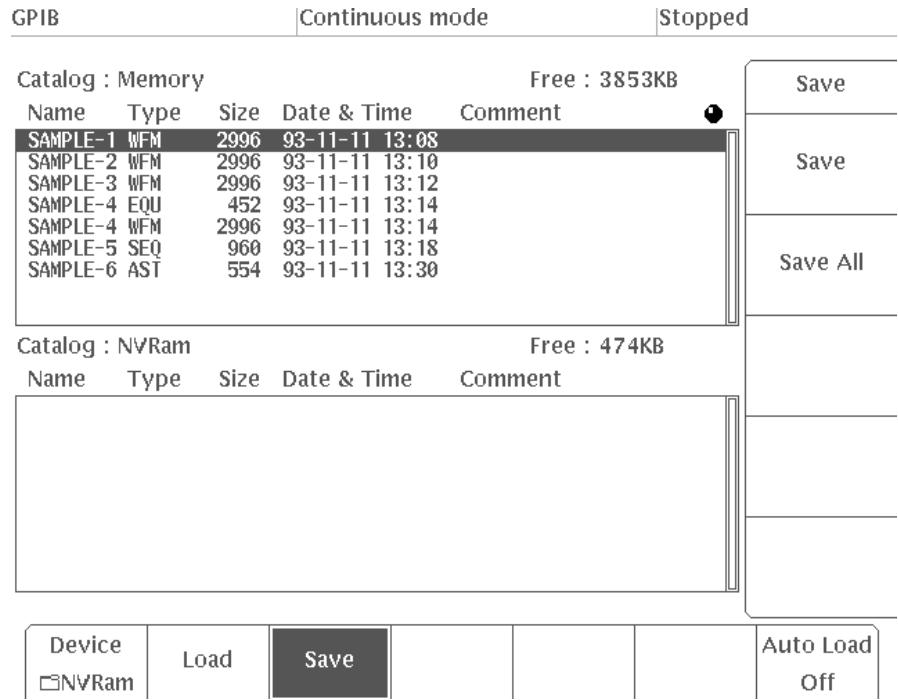 GPIB Continuous mode Stopped
Catalog : Memory Free : 3853KB
Name Type Size Date & Time Comment
SAMPLE-1 WFM 2996 93-11-11 13:08
SAMPLE-2 WFM 2996 93-11-11 13:10
SAMPLE-3 WFM 2996 93-11-11 13:12
SAMPLE-4 EQU 452 93-11-11 13:14
SAMPLE-4 WFM 2996 93-11-11 13:14
SAMPLE-5 SEQ 960 93-11-11 13:18
SAMPLE-6 AST 554 93-11-11 13:30
Catalog : NVRam Free : 474KB
Name Type Size Date & Time Comment
Save
Save
Save All
Device
NVRam
Load
Save
Auto Load
Off